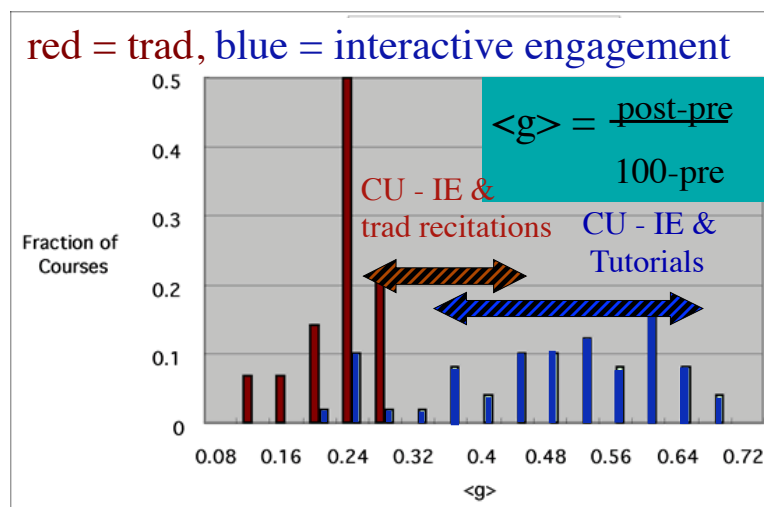 red = trad, blue = interactive engagement
0.5
<g> = post-pre
100-pre
0.4
CU - IE &
trad recitations
CU - IE &
Tutorials
0.3
Fraction of
Courses
0.2
0.1
0
0.08 0.16 0.24 0.32 0.4 0.48 0.56 0.64 0.72
<g>